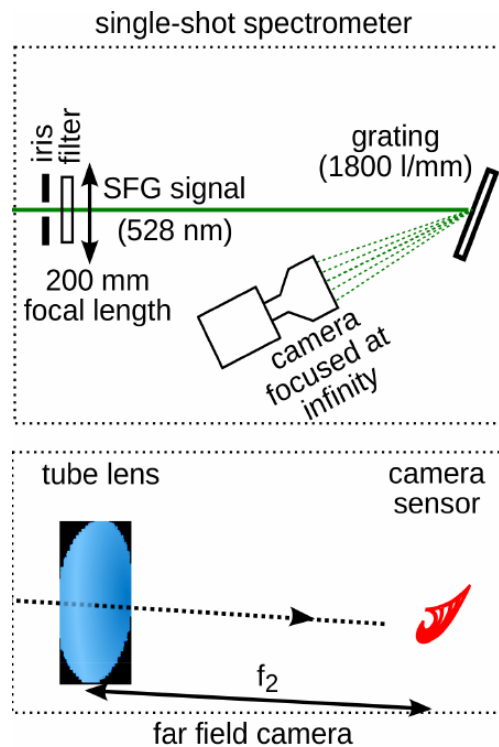 single-shot spectrometer
iris
filter
SFG signal
(528 nm)
200 mm
focal length
grating
(1800 l/mm)
camera
focused at
infinity
tube lens
camera
sensor
f₂
far field camera